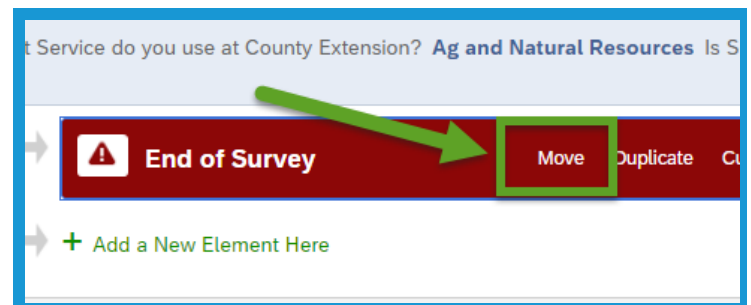 t Service do you use at County Extension? Ag and Natural Resources Is S
End of Survey Move Duplicate Cu
+ Add a New Element Here